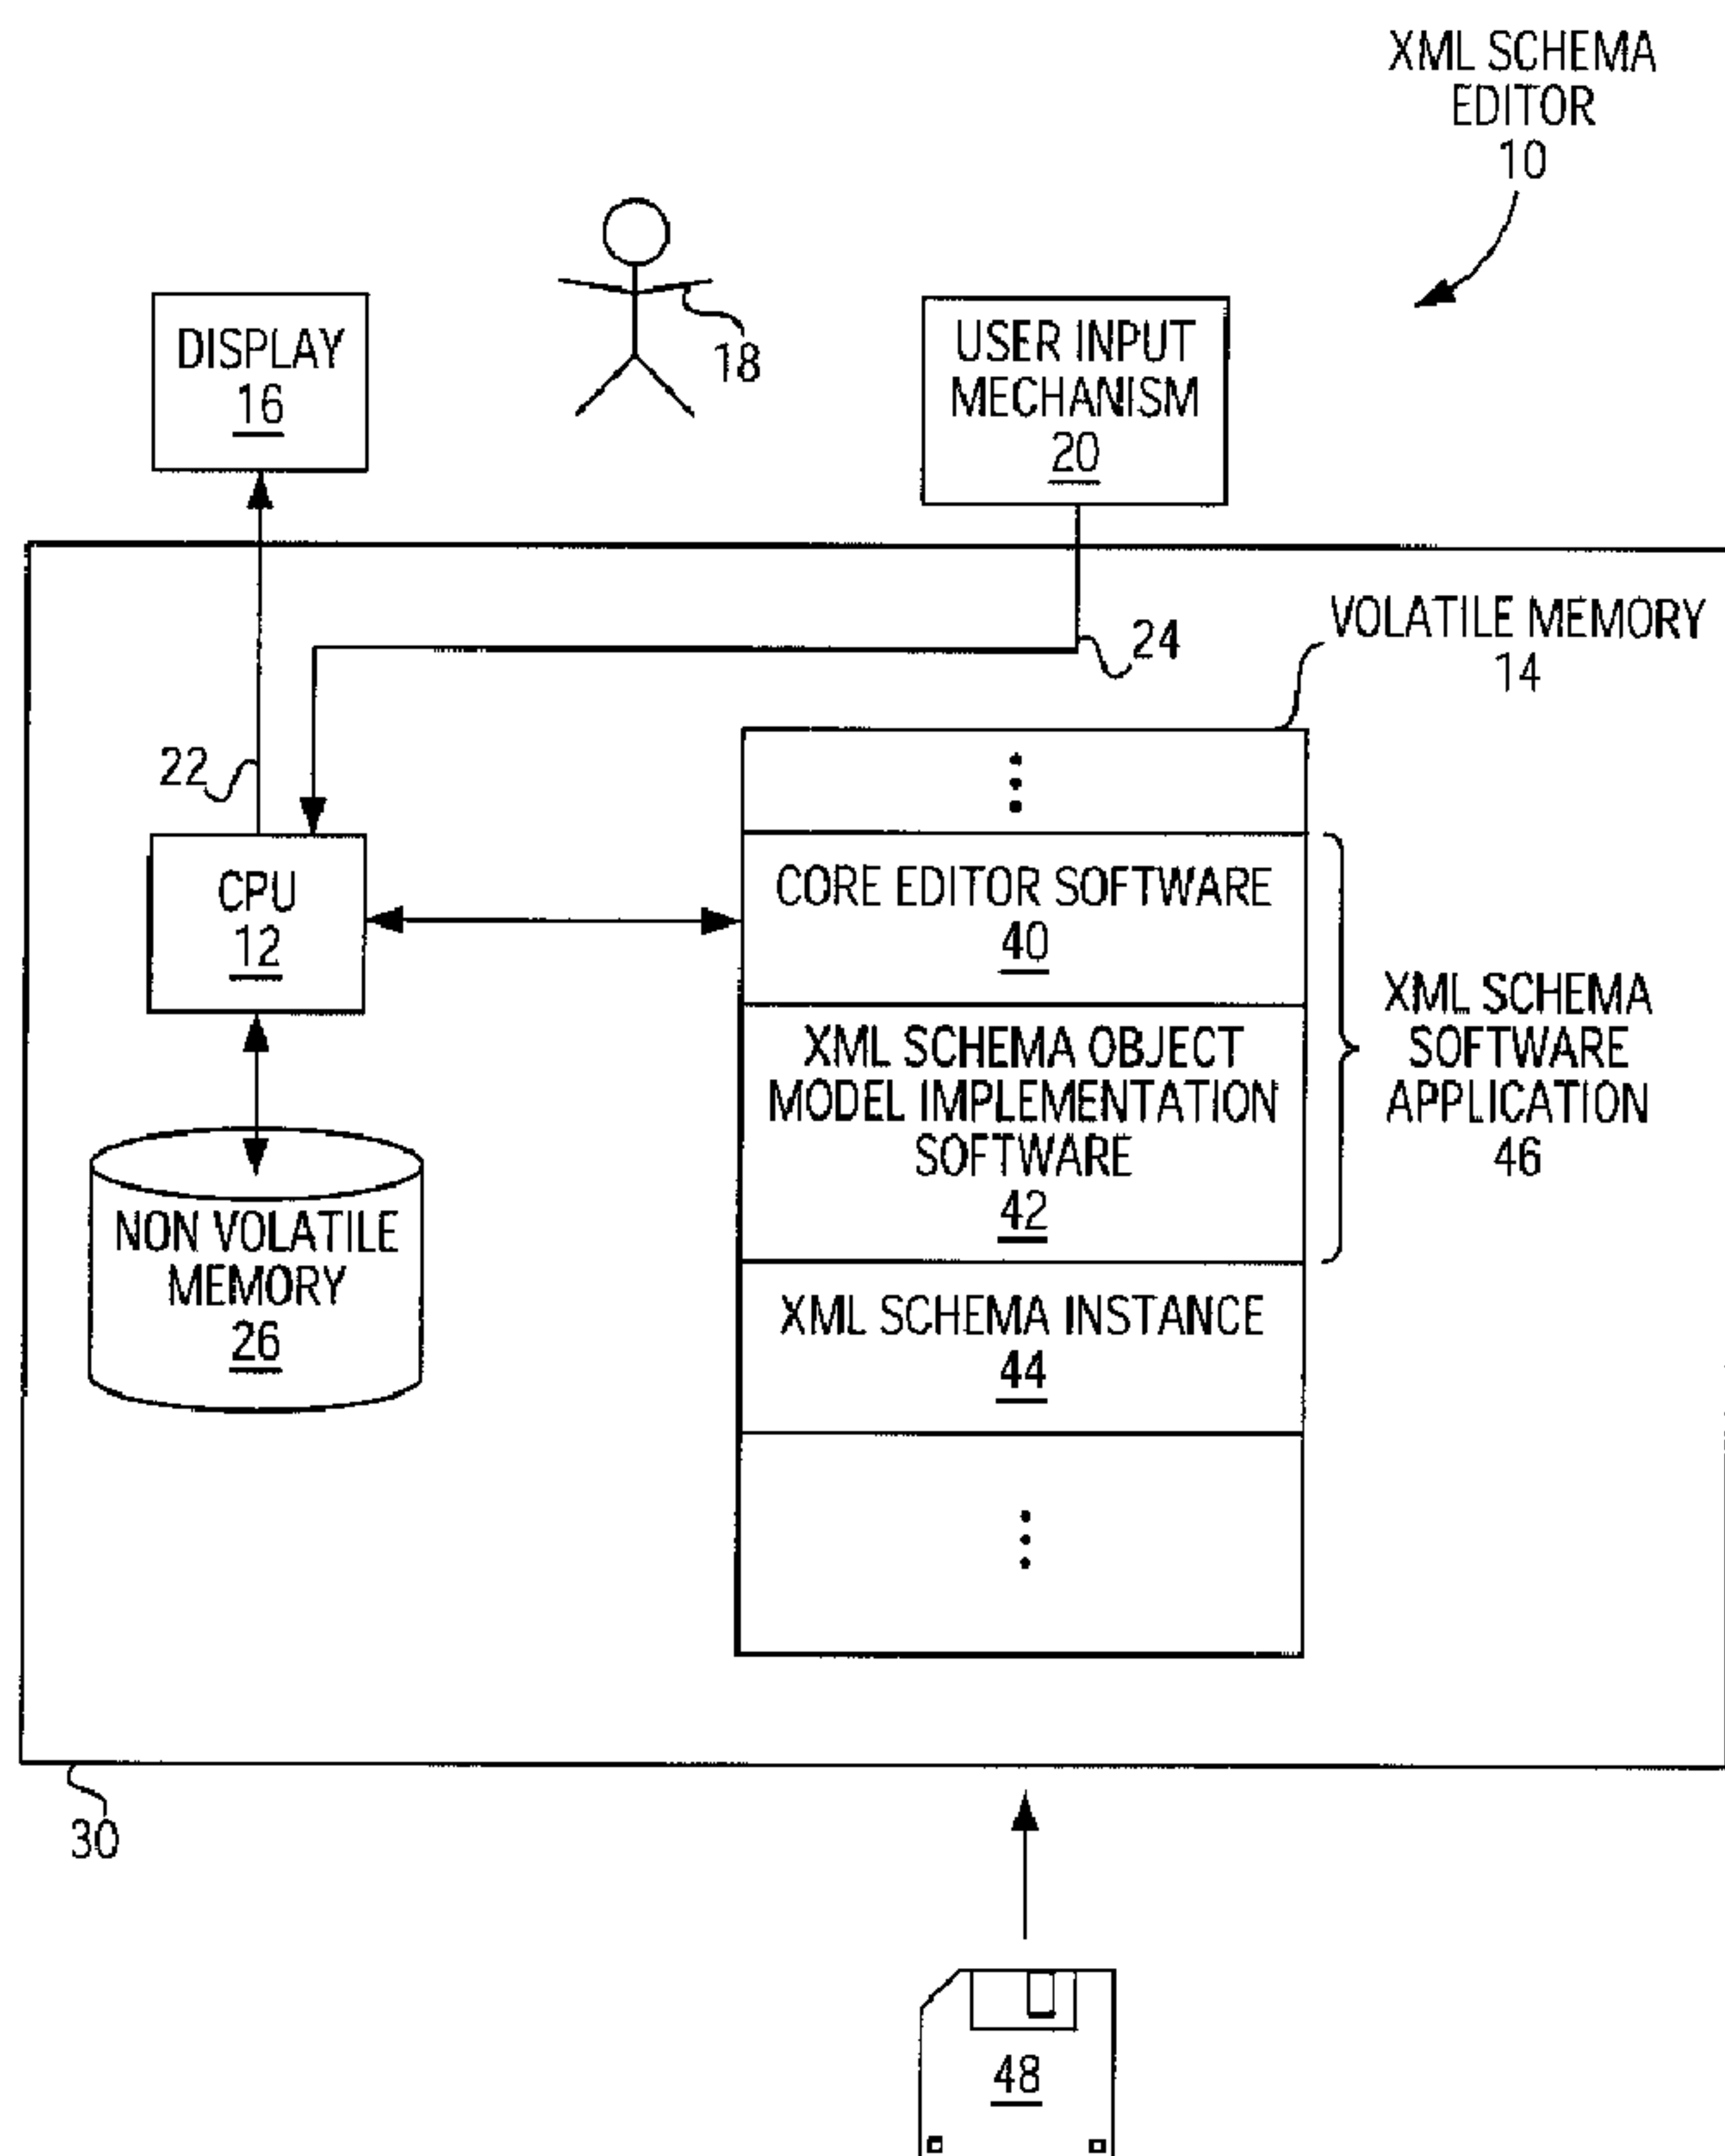 XML SCHEMA
EDITOR
10
DISPLAY
16
18
USER INPUT
MECHANISM
20
VOLATILE MEMORY
14
24
22
CPU
12
CORE EDITOR SOFTWARE
40
XML SCHEMA OBJECT
MODEL IMPLEMENTATION
SOFTWARE
42
XML SCHEMA
SOFTWARE
APPLICATION
46
NON VOLATILE
MEMORY
26
XML SCHEMA INSTANCE
44
30
48